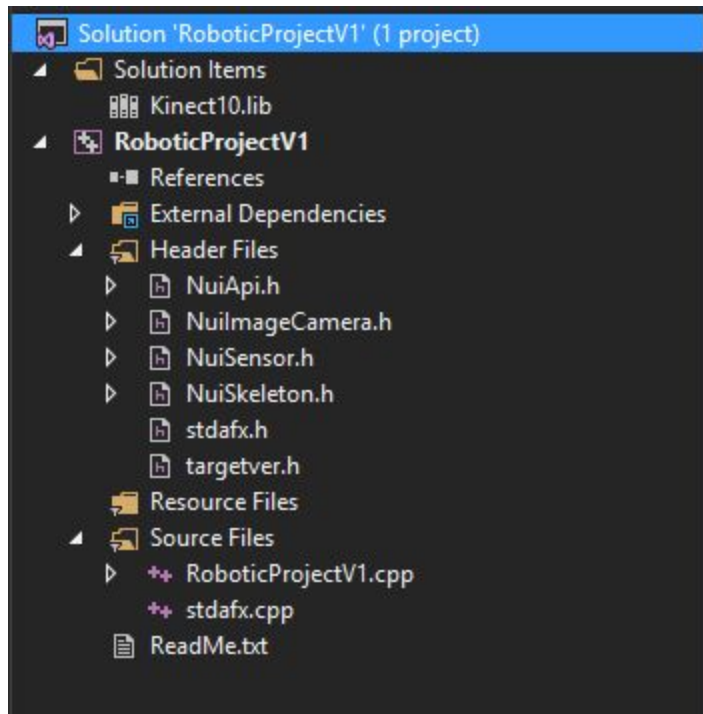 Solution 'RoboticProjectV1' (1 project)
Solution Items
Kinect10.lib
RoboticProjectV1
References
External Dependencies
Header Files
NuiApi.h
NuiImageCamera.h
NuiSensor.h
NuiSkeleton.h
stdafx.h
targetver.h
Resource Files
Source Files
RoboticProjectV1.cpp
stdafx.cpp
ReadMe.txt